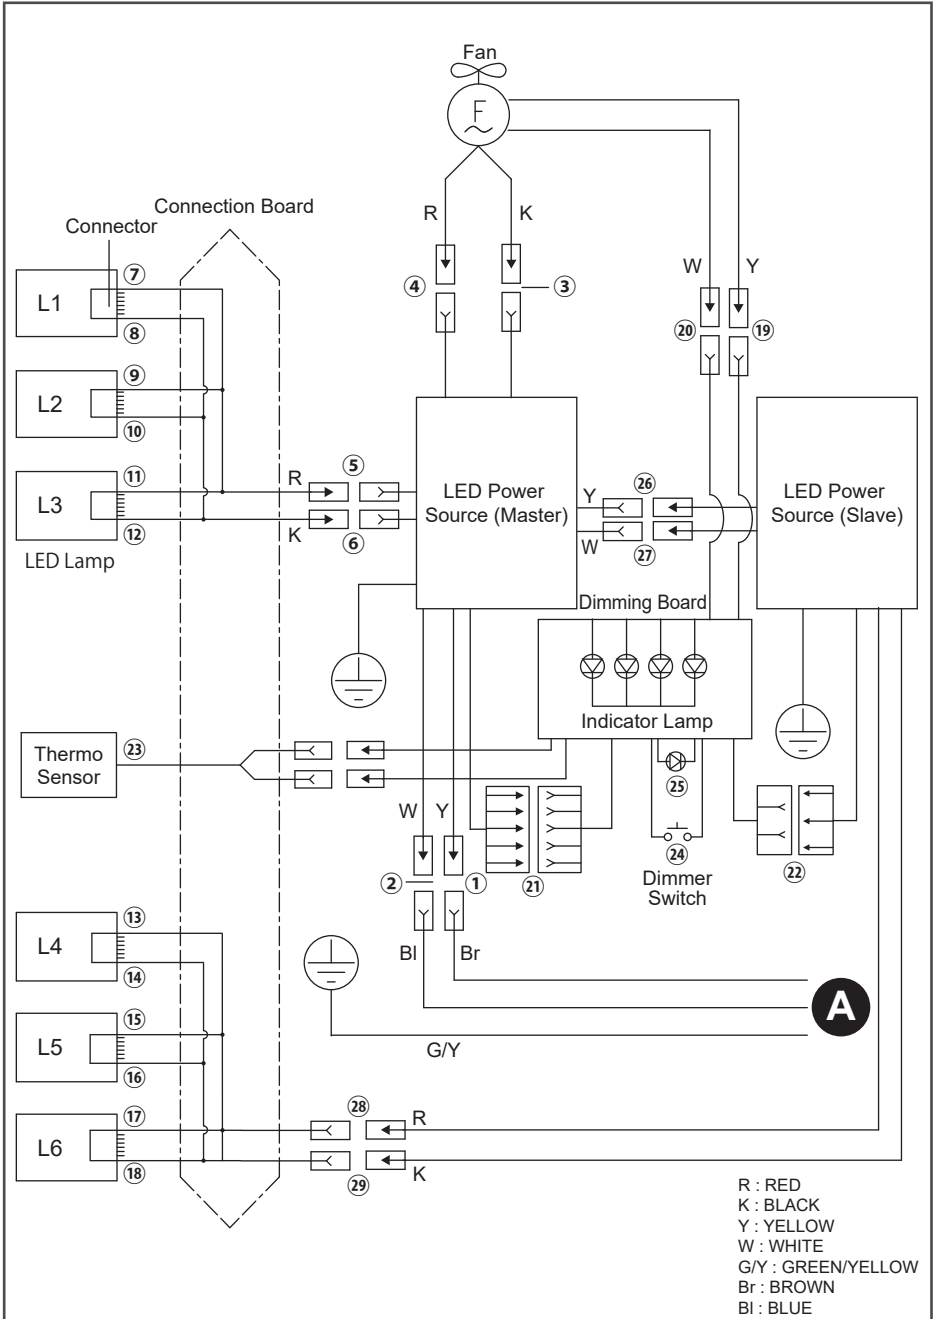 Fan
F
Connection Board
Connector
R
K
④
③
W
Y
⑳
⑲
⑦
L1
⑧
⑨
L2
⑩
⑪
L3
⑫
LED Lamp
R
⑤
K
⑥
LED Power
Source (Master)
Y
㉖
W
㉗
LED Power
Source (Slave)
Dimming Board
Indicator Lamp
Thermo
Sensor
㉓
W
Y
②
①
㉑
㉕
㉔
Dimmer
Switch
㉒
Bl
Br
A
G/Y
⑬
L4
⑭
⑮
L5
⑯
⑰
L6
⑱
㉘
R
㉙
K
R : RED
K : BLACK
Y : YELLOW
W : WHITE
G/Y : GREEN/YELLOW
Br : BROWN
Bl : BLUE